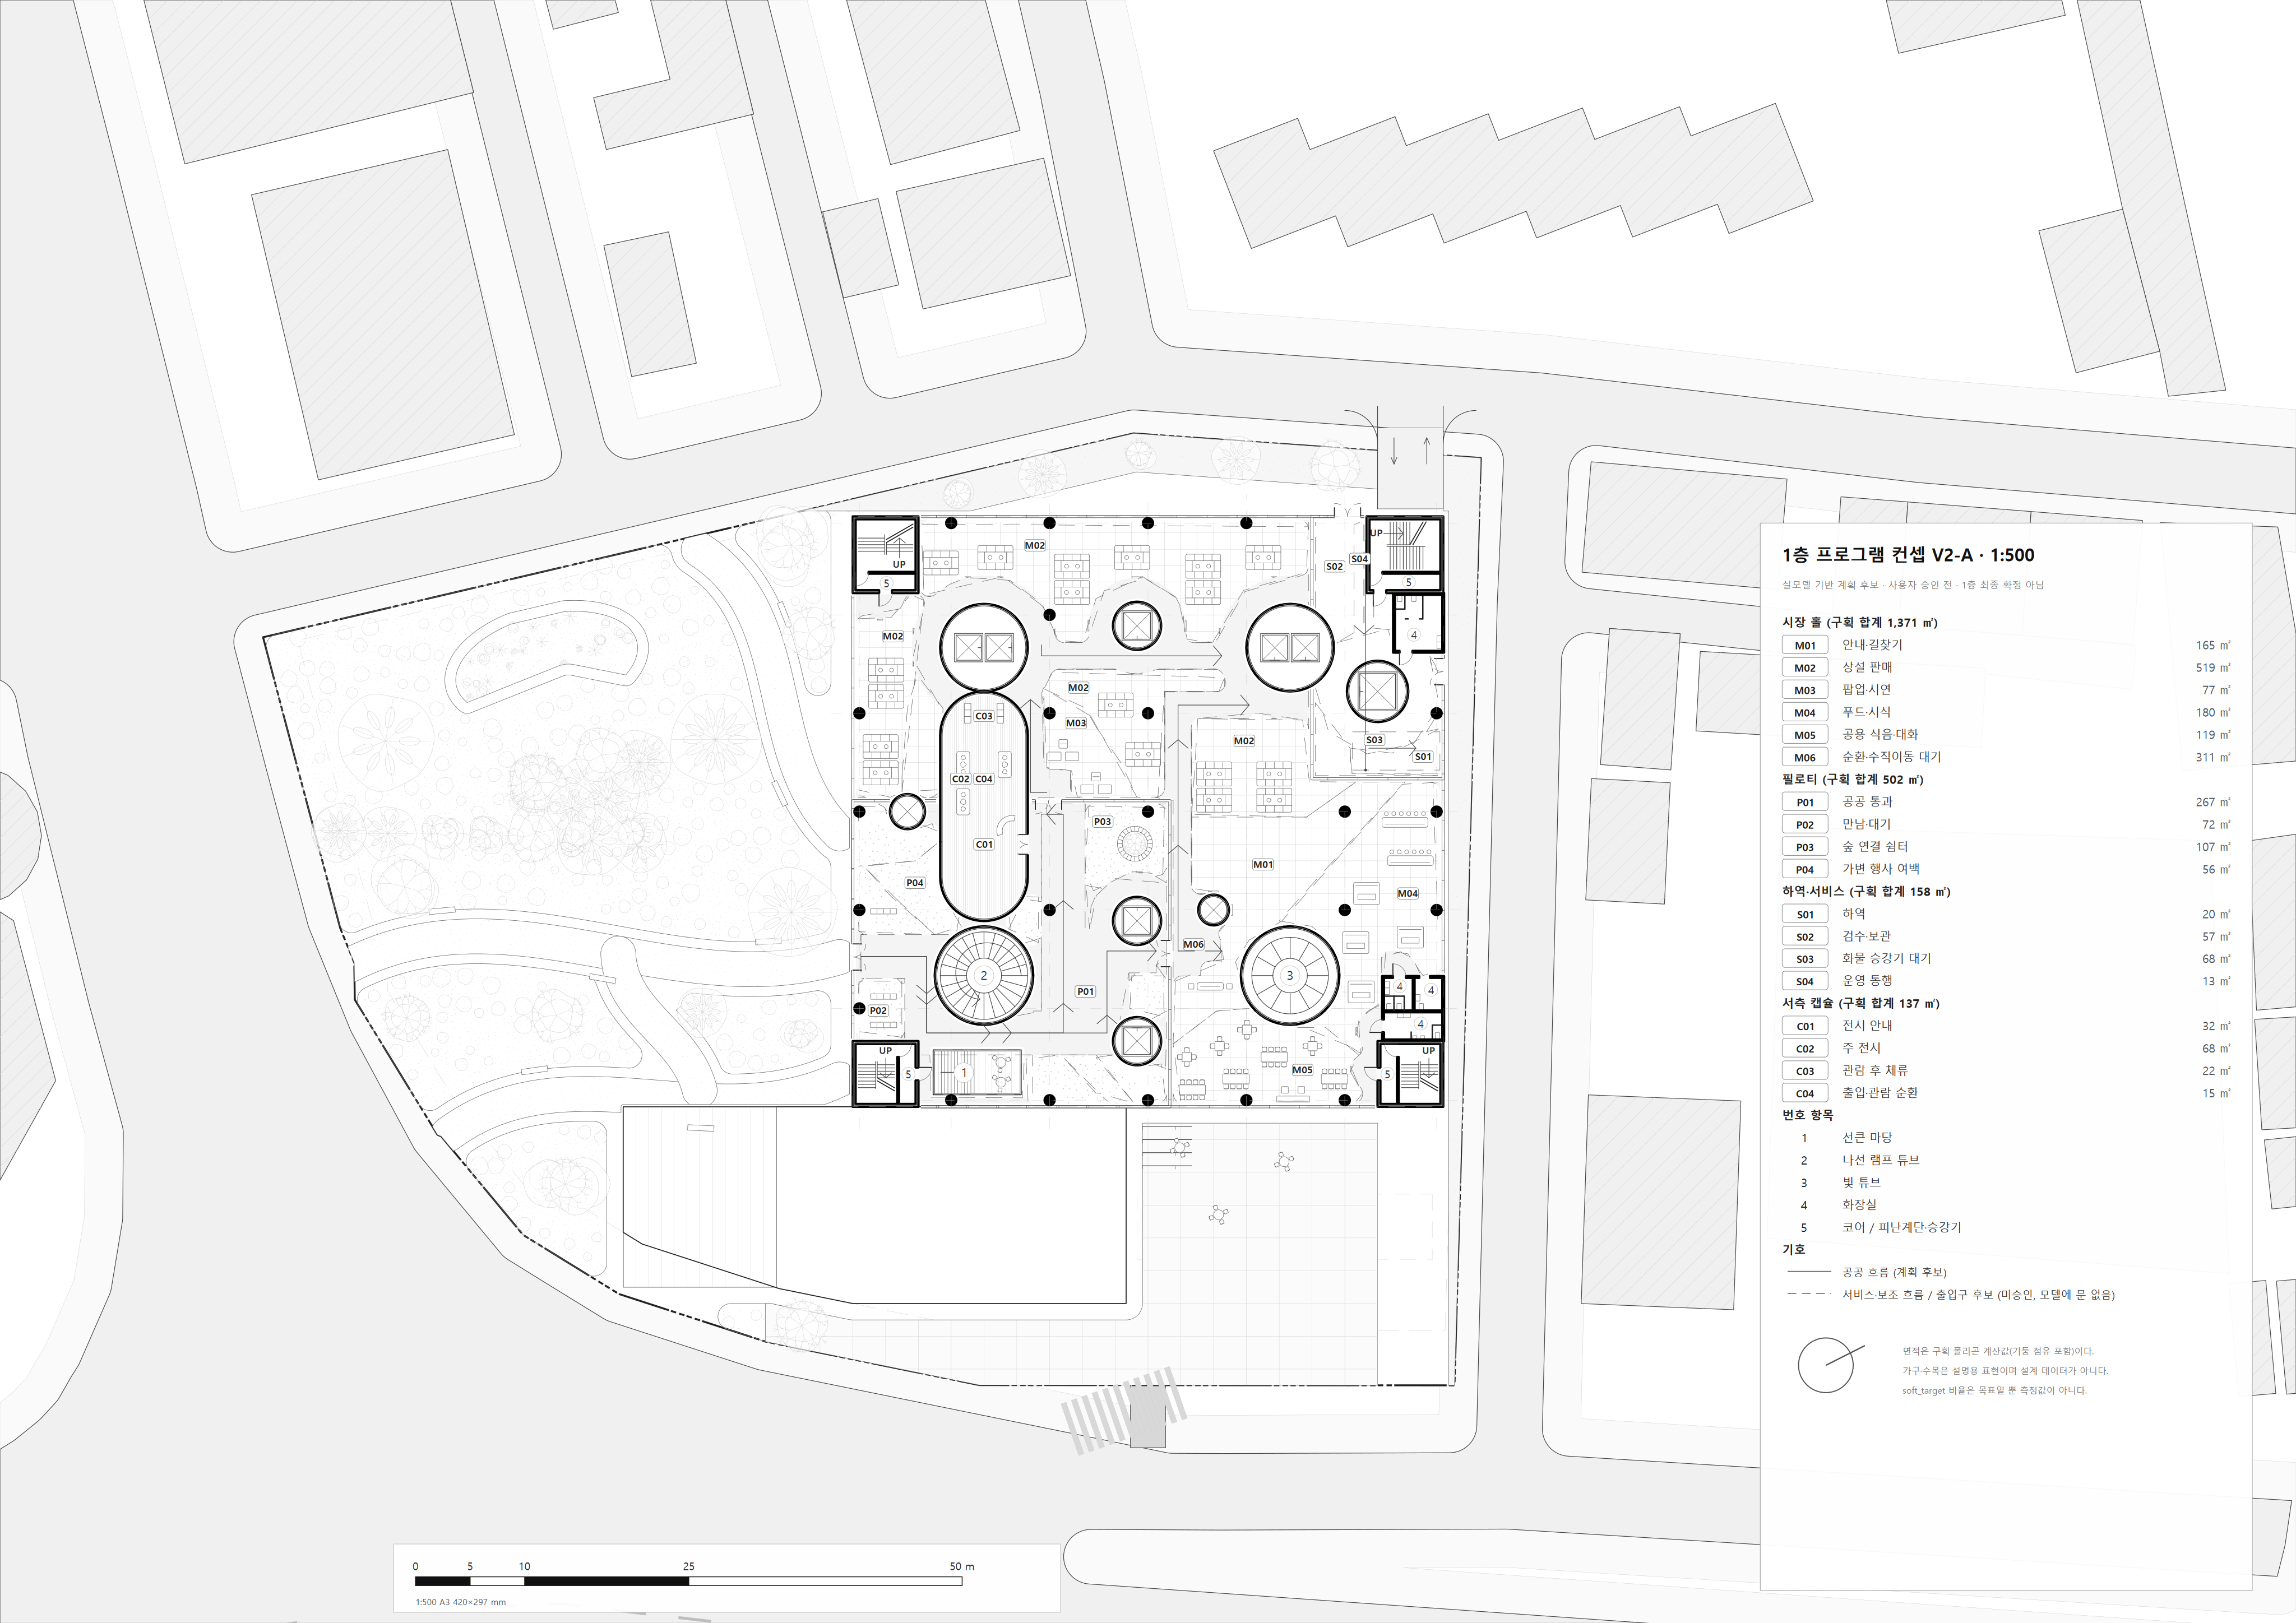 UP
M02
UP
S04
S02
5
5
M02
4
M02
C03
M03
M02
S03
S01
C02
C04
P03
C01
M01
P04
M04
M06
2
3
P01
4
4
P02
4
UP
UP
1
5
M05
5
1층 프로그램 컨셉 V2-A · 1:500
실모델 기반 계획 후보 · 사용자 승인 전 · 1층 최종 확정 아님
시장 홀 (구획 합계 1,371 ㎡)
M01 안내·길찾기 165 ㎡
M02 상설 판매 519 ㎡
M03 팝업·시연 77 ㎡
M04 푸드·시식 180 ㎡
M05 공용 식음·대화 119 ㎡
M06 순환·수직이동 대기 311 ㎡
필로티 (구획 합계 502 ㎡)
P01 공공 통과 267 ㎡
P02 만남·대기 72 ㎡
P03 숲 연결 쉼터 107 ㎡
P04 가변 행사 여백 56 ㎡
하역·서비스 (구획 합계 158 ㎡)
S01 하역 20 ㎡
S02 검수·보관 57 ㎡
S03 화물 승강기 대기 68 ㎡
S04 운영 통행 13 ㎡
서측 캡슐 (구획 합계 137 ㎡)
C01 전시 안내 32 ㎡
C02 주 전시 68 ㎡
C03 관람 후 체류 22 ㎡
C04 출입·관람 순환 15 ㎡
번호 항목
1 선큰 마당
2 나선 램프 튜브
3 빛 튜브
4 화장실
5 코어 / 피난계단·승강기
기호
공공 흐름 (계획 후보)
서비스·보조 흐름 / 출입구 후보 (미승인, 모델에 문 없음)
면적은 구획 폴리곤 계산값(기둥 점유 포함)이다.
가구·수목은 설명용 표현이며 설계 데이터가 아니다.
soft_target 비율은 목표일 뿐 측정값이 아니다.
0 5 10 25 50 m
1:500 A3 420×297 mm